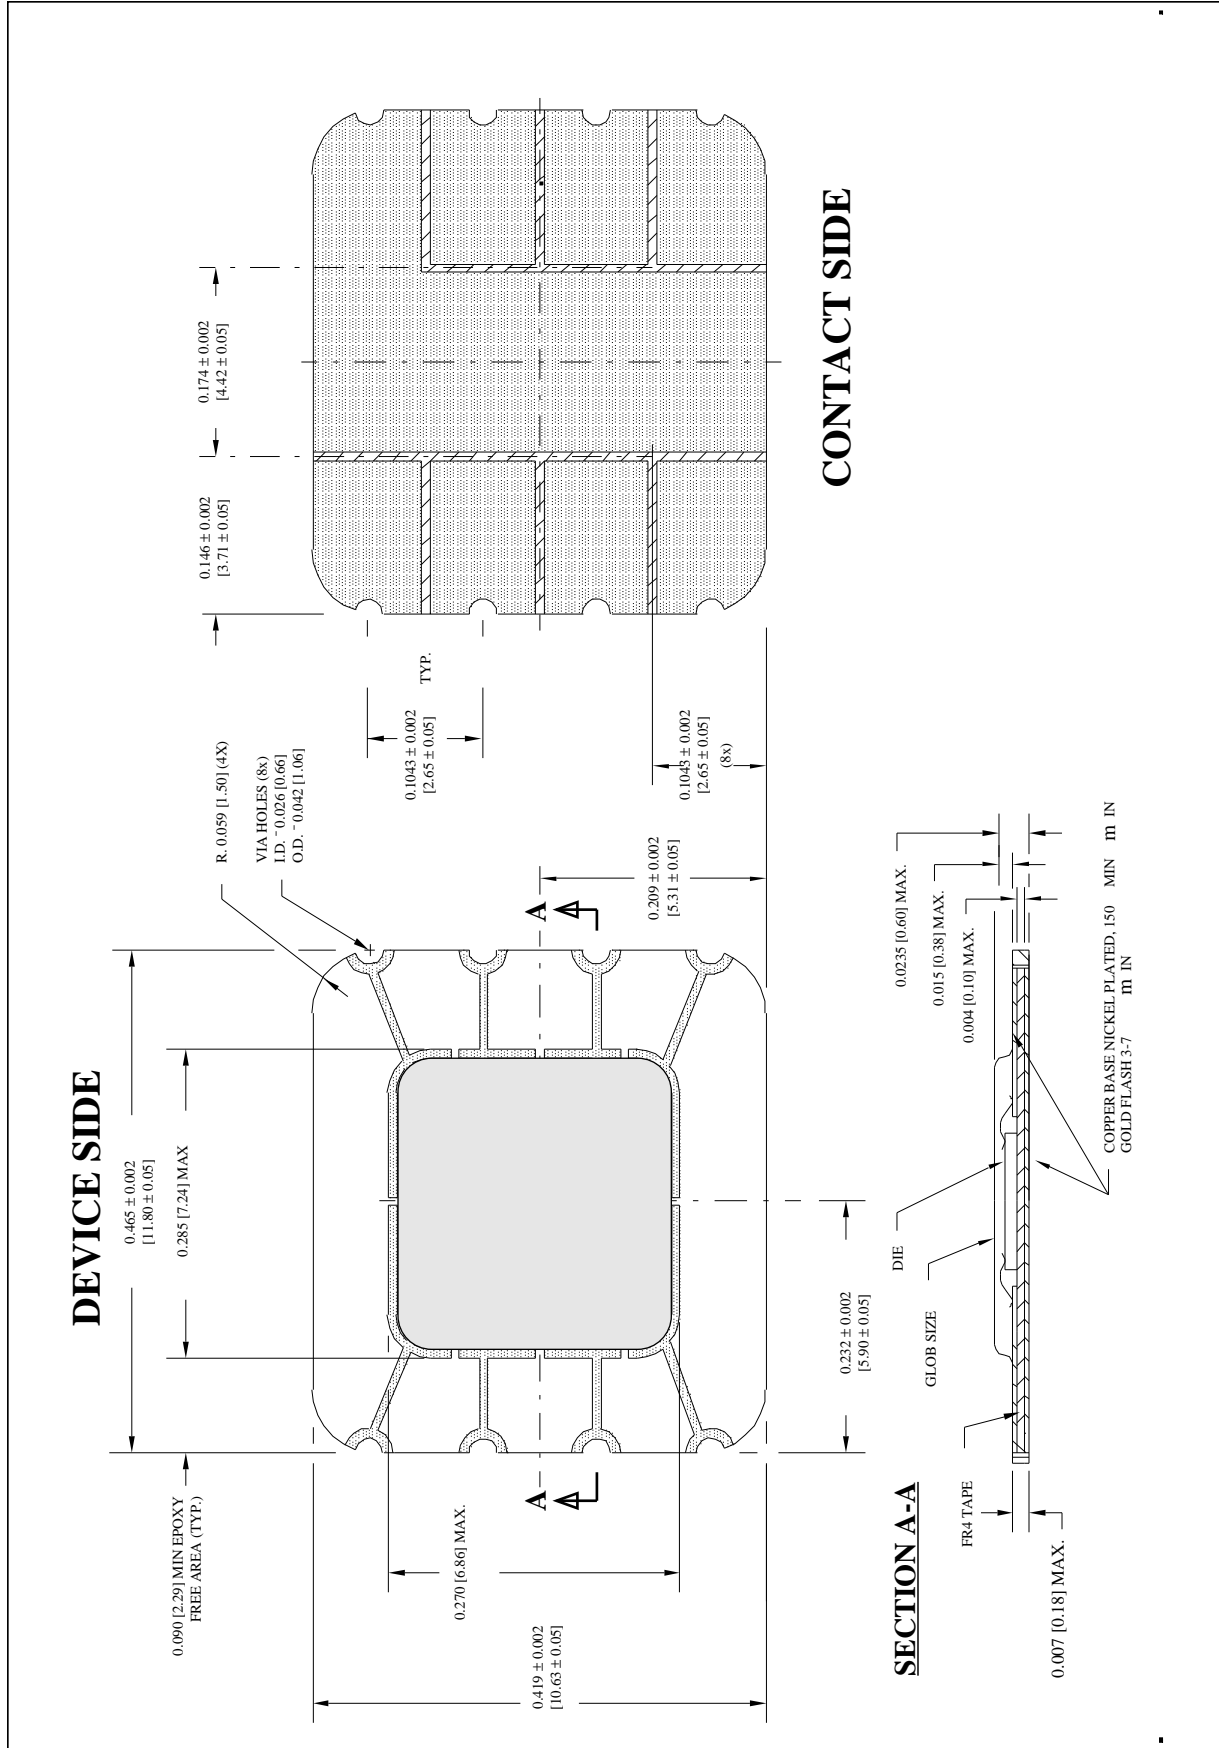 DEVICE SIDE
0.465 ± 0.002
[11.80 ± 0.05]
0.285 [7.24] MAX
0.090 [2.29] MIN EPOXY
FREE AREA (TYP.)
R. 0.059 [1.50] (4X)
VIA HOLES (8x)
I.D. ¯ 0.026 [0.66]
O.D. ¯ 0.042 [1.06]
0.146 ± 0.002
[3.71 ± 0.05]
0.174 ± 0.002
[4.42 ± 0.05]
TYP.
0.1043 ± 0.002
[2.65 ± 0.05]
0.1043 ± 0.002
[2.65 ± 0.05]
(8x)
CONTACT SIDE
A
A
0.209 ± 0.002
[5.31 ± 0.05]
0.270 [6.86] MAX.
0.419 ± 0.002
[10.63 ± 0.05]
0.232 ± 0.002
[5.90 ± 0.05]
SECTION A-A
FR4 TAPE
GLOB SIZE
DIE
0.0235 [0.60] MAX.
0.015 [0.38] MAX.
0.004 [0.10] MAX.
0.007 [0.18] MAX.
COPPER BASE NICKEL PLATED, 150 MIN m IN
GOLD FLASH 3-7 m IN